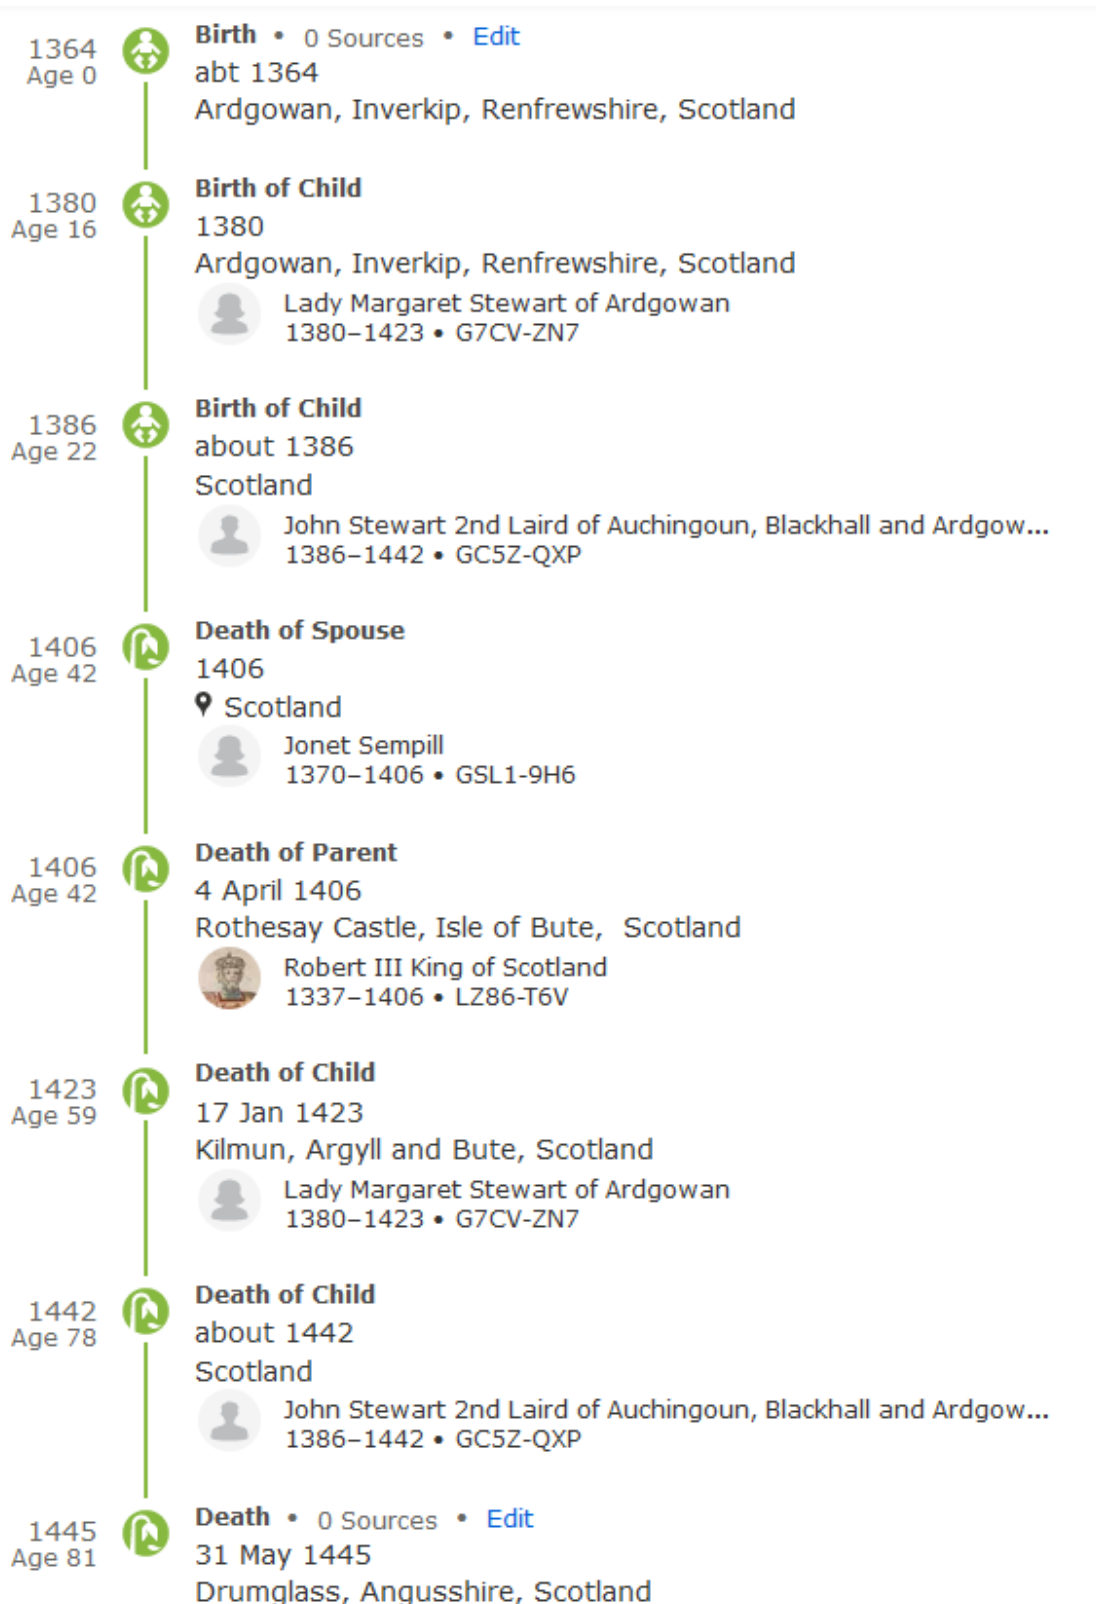 1364
Age 0
Birth • 0 Sources • Edit
abt 1364
Ardgowan, Inverkip, Renfrewshire, Scotland
1380
Age 16
Birth of Child
1380
Ardgowan, Inverkip, Renfrewshire, Scotland
Lady Margaret Stewart of Ardgowan
1380–1423 • G7CV-ZN7
1386
Age 22
Birth of Child
about 1386
Scotland
John Stewart 2nd Laird of Auchingoun, Blackhall and Ardgow...
1386–1442 • GC5Z-QXP
1406
Age 42
Death of Spouse
1406
Scotland
Jonet Sempill
1370–1406 • GSL1-9H6
1406
Age 42
Death of Parent
4 April 1406
Rothesay Castle, Isle of Bute, Scotland
Robert III King of Scotland
1337–1406 • LZ86-T6V
1423
Age 59
Death of Child
17 Jan 1423
Kilmun, Argyll and Bute, Scotland
Lady Margaret Stewart of Ardgowan
1380–1423 • G7CV-ZN7
1442
Age 78
Death of Child
about 1442
Scotland
John Stewart 2nd Laird of Auchingoun, Blackhall and Ardgow...
1386–1442 • GC5Z-QXP
1445
Age 81
Death • 0 Sources • Edit
31 May 1445
Drumglass, Angusshire, Scotland